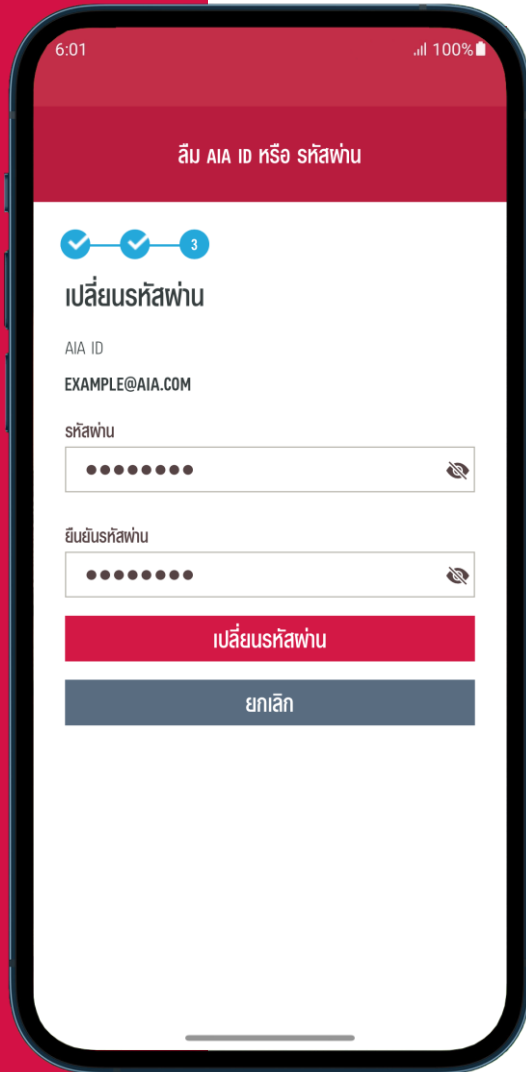 6:01 100%
ลืม AIA ID หรือ รหัสผ่าน
3
เปลี่ยนรหัสผ่าน
AIA ID
EXAMPLE@AIA.COM
รหัสผ่าน
ยืนยันรหัสผ่าน
เปลี่ยนรหัสผ่าน
ยกเลิก